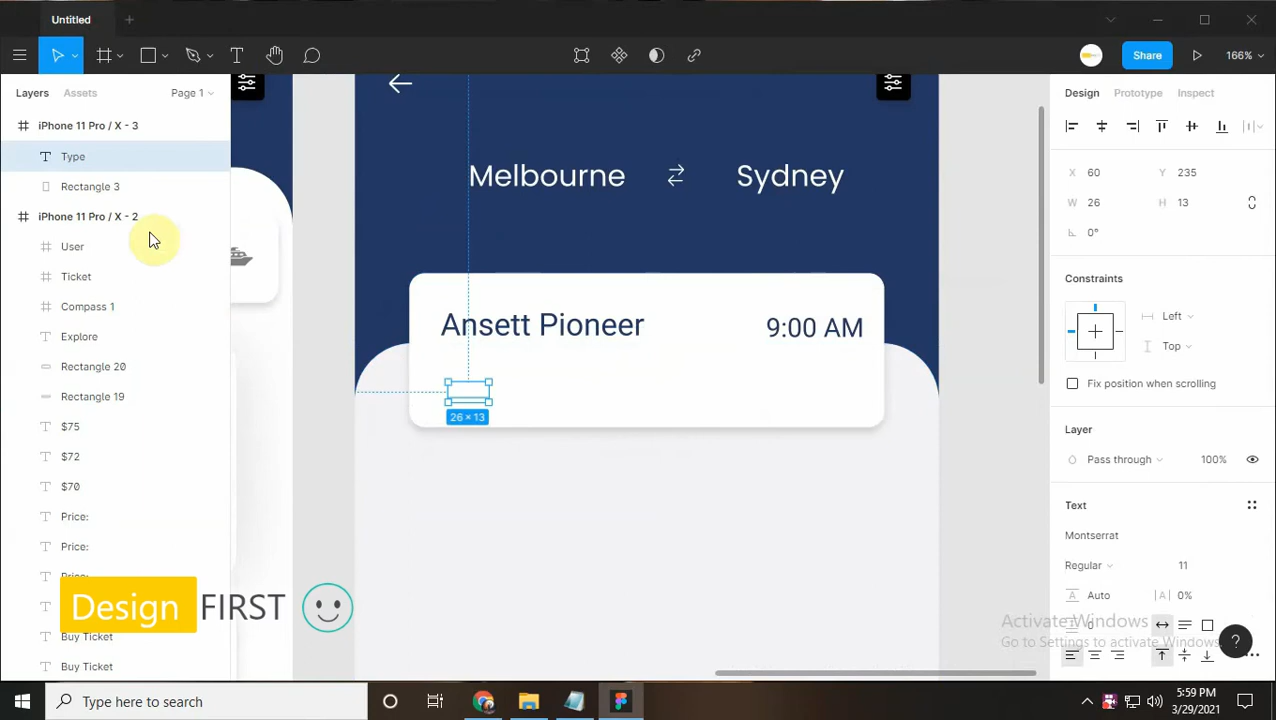 Untitled
Share
166%
Layers
Assets
Page 1
Design
Prototype
Inspect
iPhone 11 Pro / X - 3
Type
Rectangle 3
iPhone 11 Pro / X - 2
User
Ticket
Compass 1
Explore
Rectangle 20
Rectangle 19
$75
$72
$70
Price:
Price:
Buy Ticket
Buy Ticket
Design FIRST
Melbourne
Sydney
Ansett Pioneer
9:00 AM
26 × 13
X 60
Y 235
W 26
H 13
0°
Constraints
Left
Top
Fix position when scrolling
Layer
Pass through
100%
Text
Montserrat
Regular
11
Auto
0%
0
Activate Windows
Go to Settings to activate Windows.
?
Type here to search
5:59 PM
3/29/2021